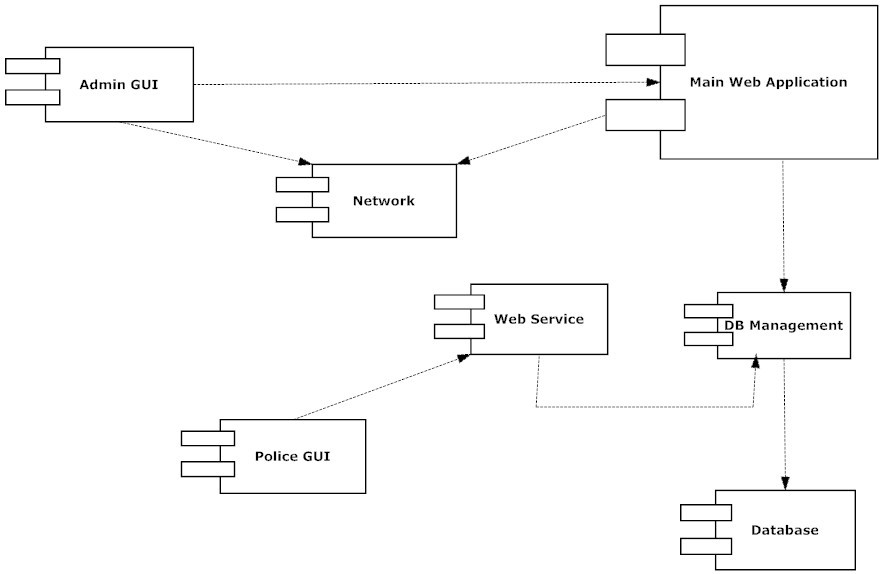 Admin GUI
Main Web Application
Network
Web Service
DB Management
Police GUI
Database